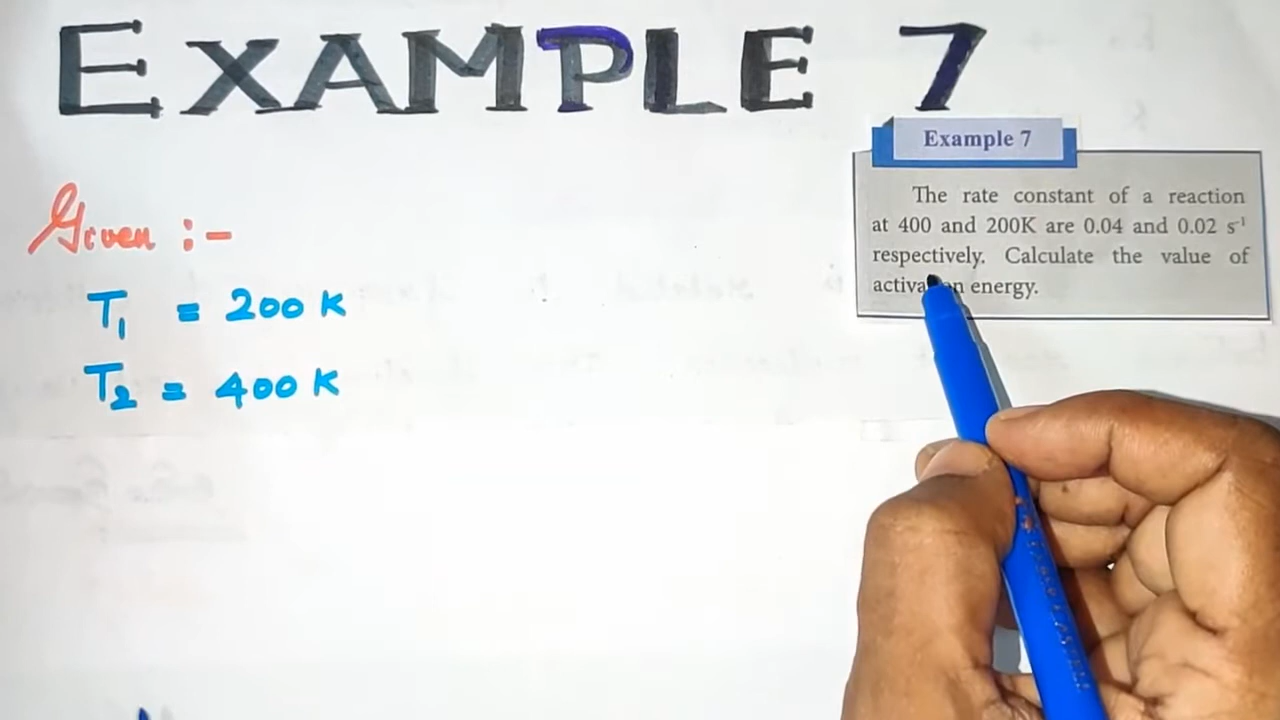 EXAMPLE 7
Example 7
The rate constant of a reaction
at 400 and 200K are 0.04 and 0.02 s⁻¹
respectively. Calculate the value of
energy.
Given :-
T₁ = 200 K
T₂ = 400 K